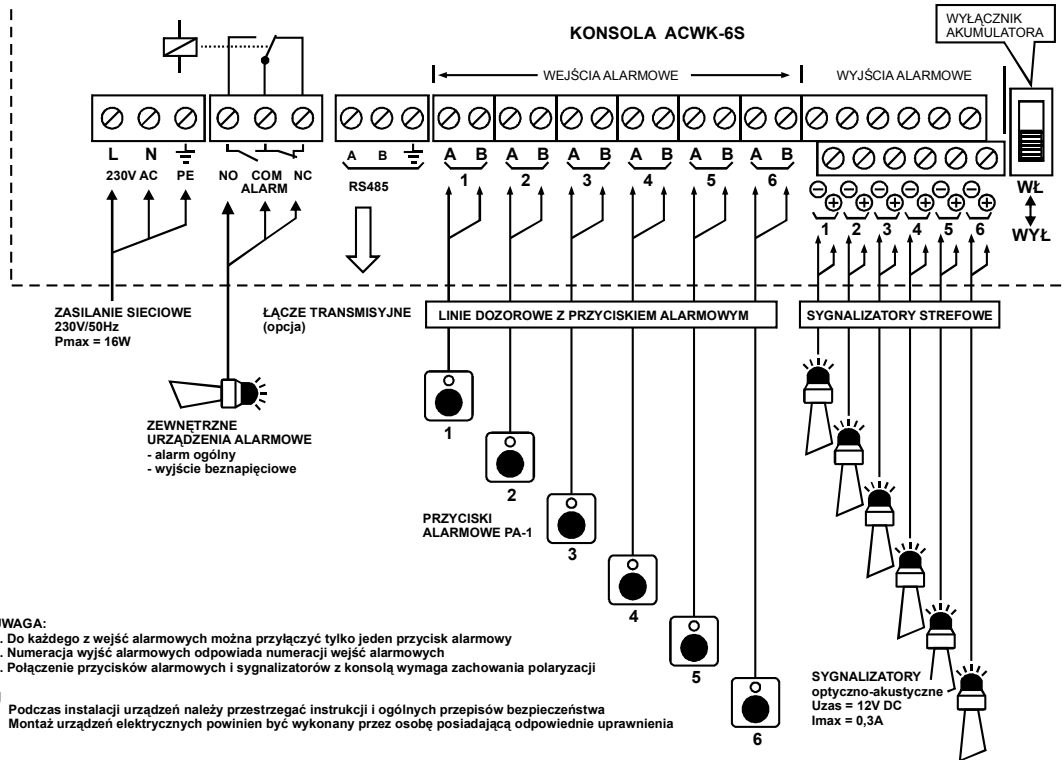 KONSOLA ACWK-6S
WYŁĄCZNIK
AKUMULATORA
WEJŚCIA ALARMOWE
WYJŚCIA ALARMOWE
L N PE
230V AC
NO COM NC
ALARM
A B
RS485
A B A B A B A B A B A B
1 2 3 4 5 6
1 2 3 4 5 6
WŁ
WYŁ
ZASILANIE SIECIOWE
230V/50Hz
Pmax = 16W
ŁĄCZE TRANSMISYJNE
(opcja)
LINIE DOZOROWE Z PRZYCISKIEM ALARMOWYM
SYGNALIZATORY STREFOWE
ZEWNĘTRZNE
URZĄDZENIA ALARMOWE
- alarm ogólny
- wyjście beznapięciowe
1
2
PRZYCISKI
ALARMOWE PA-1
3
4
5
6
UWAGA:
. Do każdego z wejść alarmowych można przyłączyć tylko jeden przycisk alarmowy
. Numeracja wyjść alarmowych odpowiada numeracji wejść alarmowych
. Połączenie przycisków alarmowych i sygnalizatorów z konsolą wymaga zachowania polaryzacji
Podczas instalacji urządzeń należy przestrzegać instrukcji i ogólnych przepisów bezpieczeństwa
Montaż urządzeń elektrycznych powinien być wykonany przez osobę posiadającą odpowiednie uprawnienia
SYGNALIZATORY
optyczno-akustyczne
Uzas = 12V DC
Imax = 0,3A